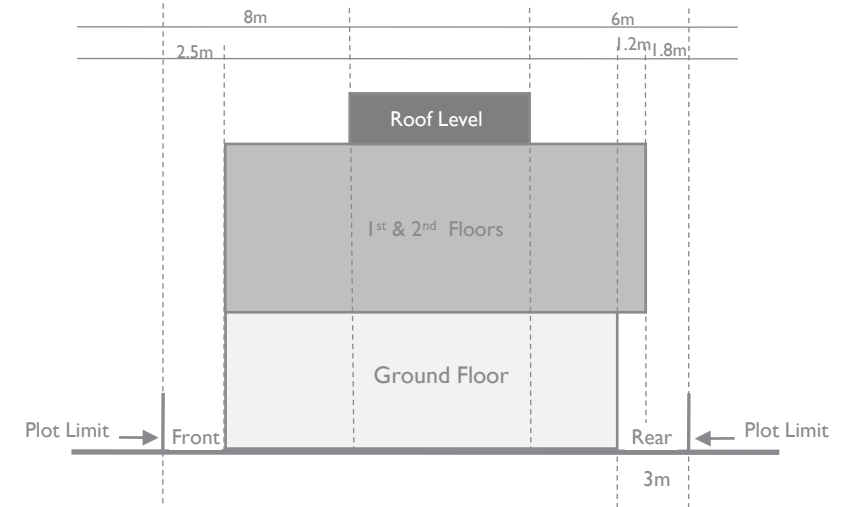 8m
6m
2.5m
1.2m
1.8m
Roof Level
1st & 2nd Floors
Ground Floor
Plot Limit
Front
Rear
Plot Limit
3m